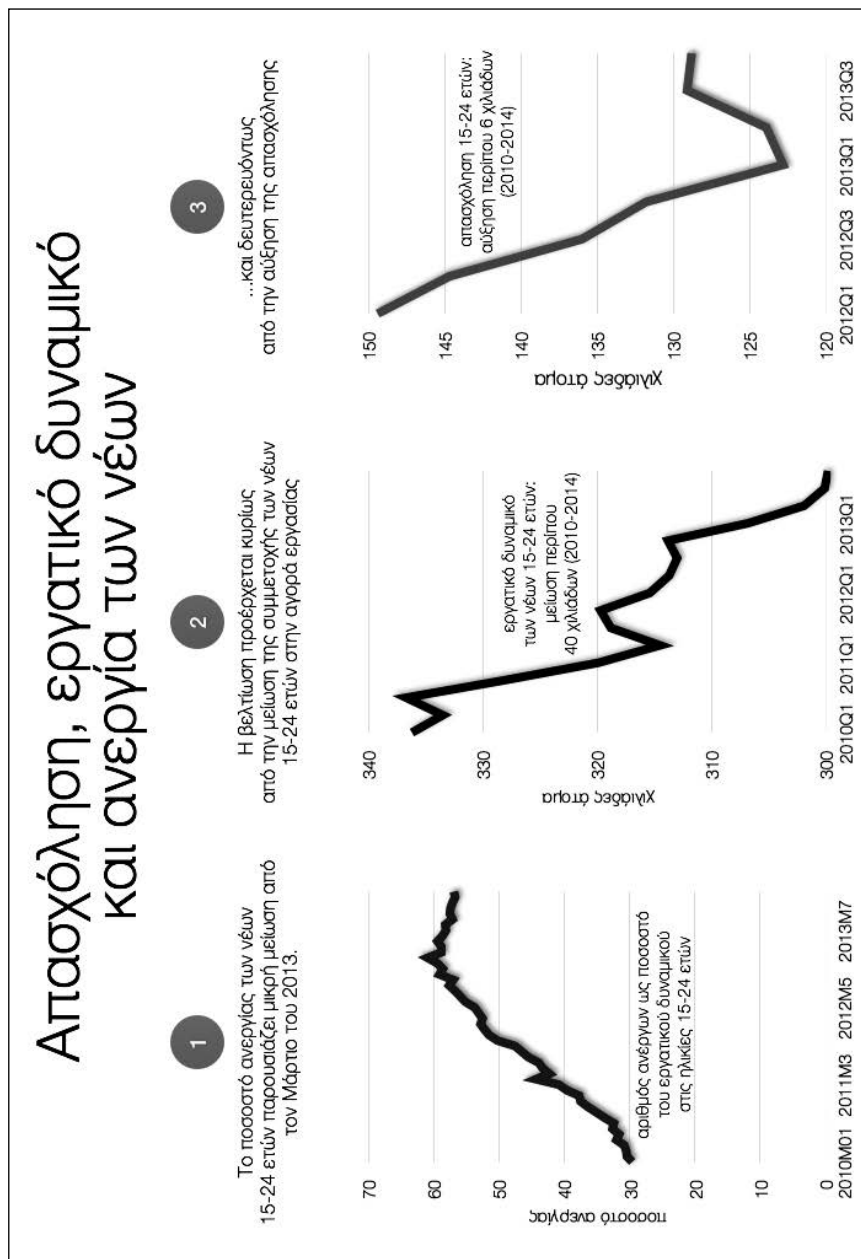 Απασχόληση, εργατικό δυναμικό
και ανεργία των νέων
1
Το ποσοστό ανεργίας των νέων
15-24 ετών παρουσιάζει μικρή μείωση από
τον Μάρτιο του 2013.
70
60
50
40
30
20
10
0
ποσοστό ανεργίας
αριθμός ανέργων ως ποσοστό
του εργατικού δυναμικού
στις ηλικίες 15-24 ετών
2010M01 2011M3 2012M5 2013M7
2
Η βελτίωση προέρχεται κυρίως
από την μείωση της συμμετοχής των νέων
15-24 ετών στην αγορά εργασίας
340
330
320
310
300
χιλιάδες άτομα
εργατικό δυναμικό
των νέων 15-24 ετών:
μείωση περίπου
40 χιλιάδων (2010-2014)
2010Q1 2011Q1 2012Q1 2013Q1
3
...και δευτερευόντως
από την αύξηση της απασχόλησης
150
145
140
135
130
125
120
χιλιάδες άτομα
απασχόληση 15-24 ετών:
αύξηση περίπου 6 χιλιάδων
(2010-2014)
2012Q1 2012Q3 2013Q1 2013Q3